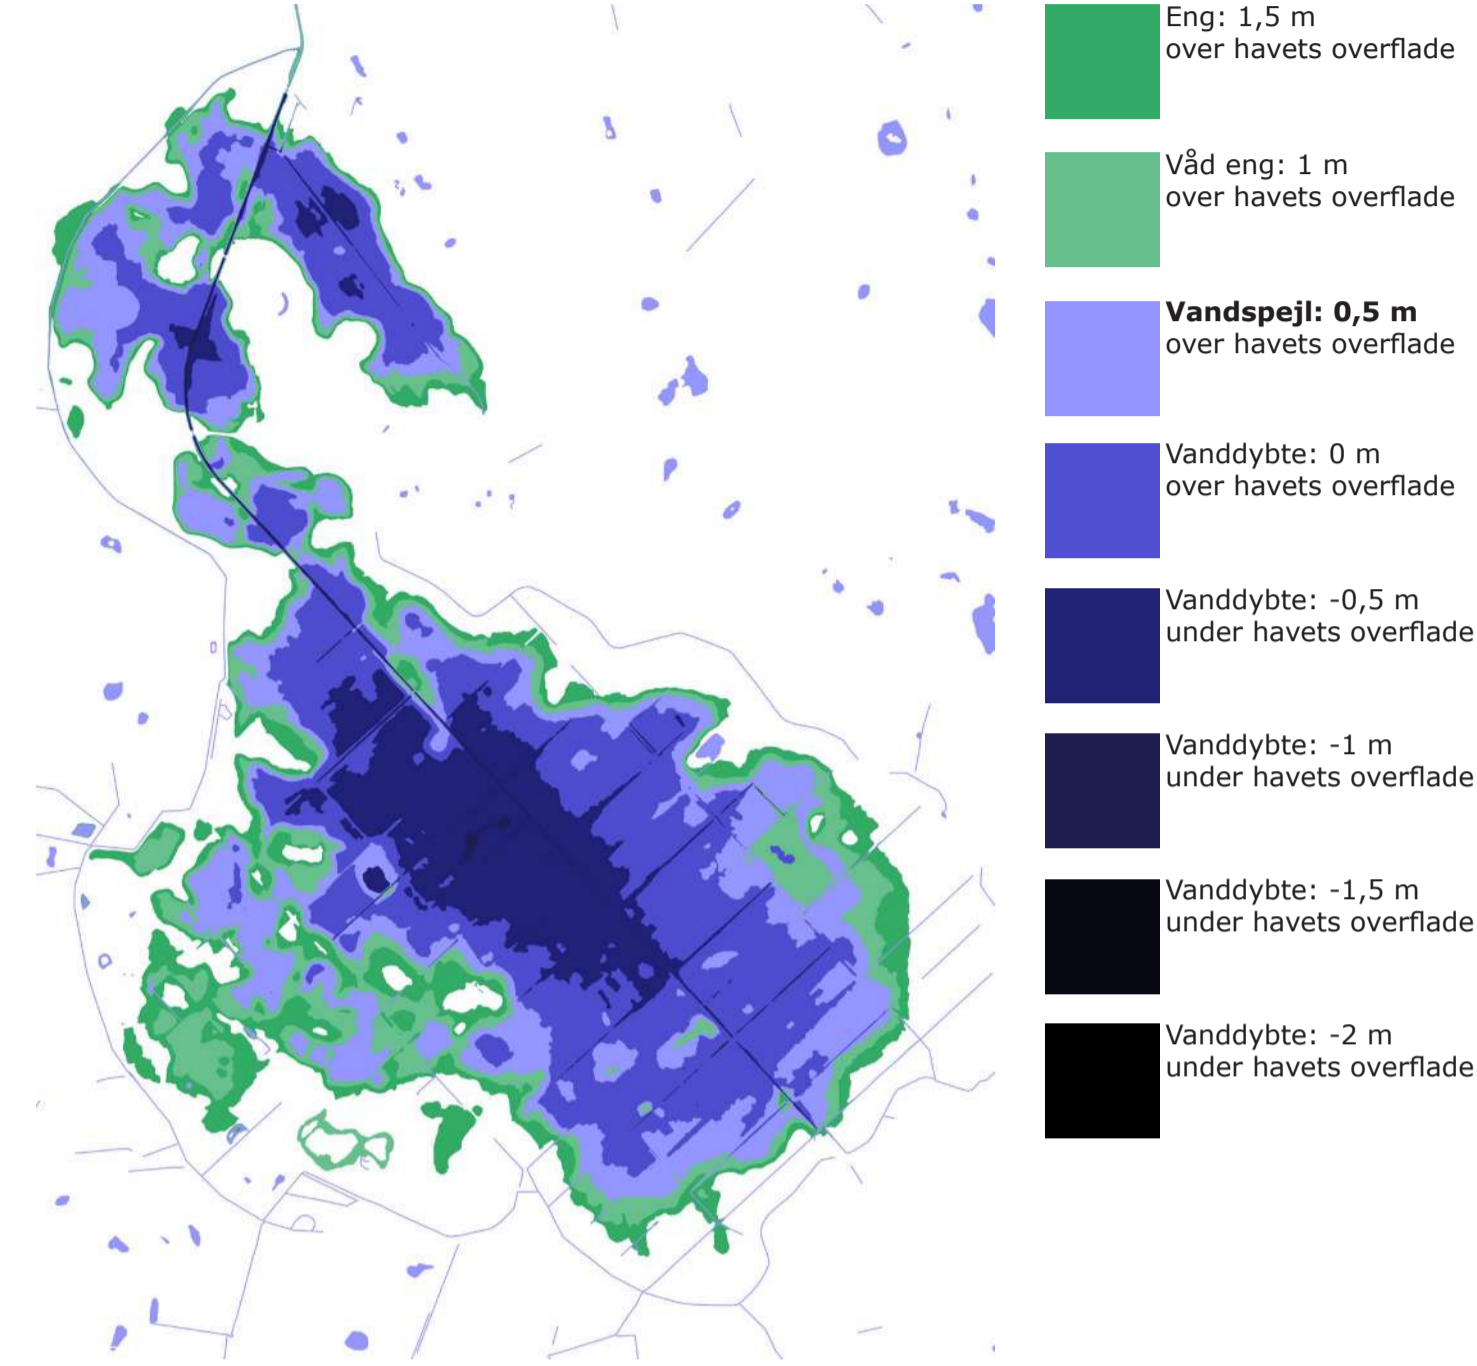 Eng: 1,5 m
over havets overflade
Våd eng: 1 m
over havets overflade
Vandspejl: 0,5 m
over havets overflade
Vanddybte: 0 m
over havets overflade
Vanddybte: -0,5 m
under havets overflade
Vanddybte: -1 m
under havets overflade
Vanddybte: -1,5 m
under havets overflade
Vanddybte: -2 m
under havets overflade